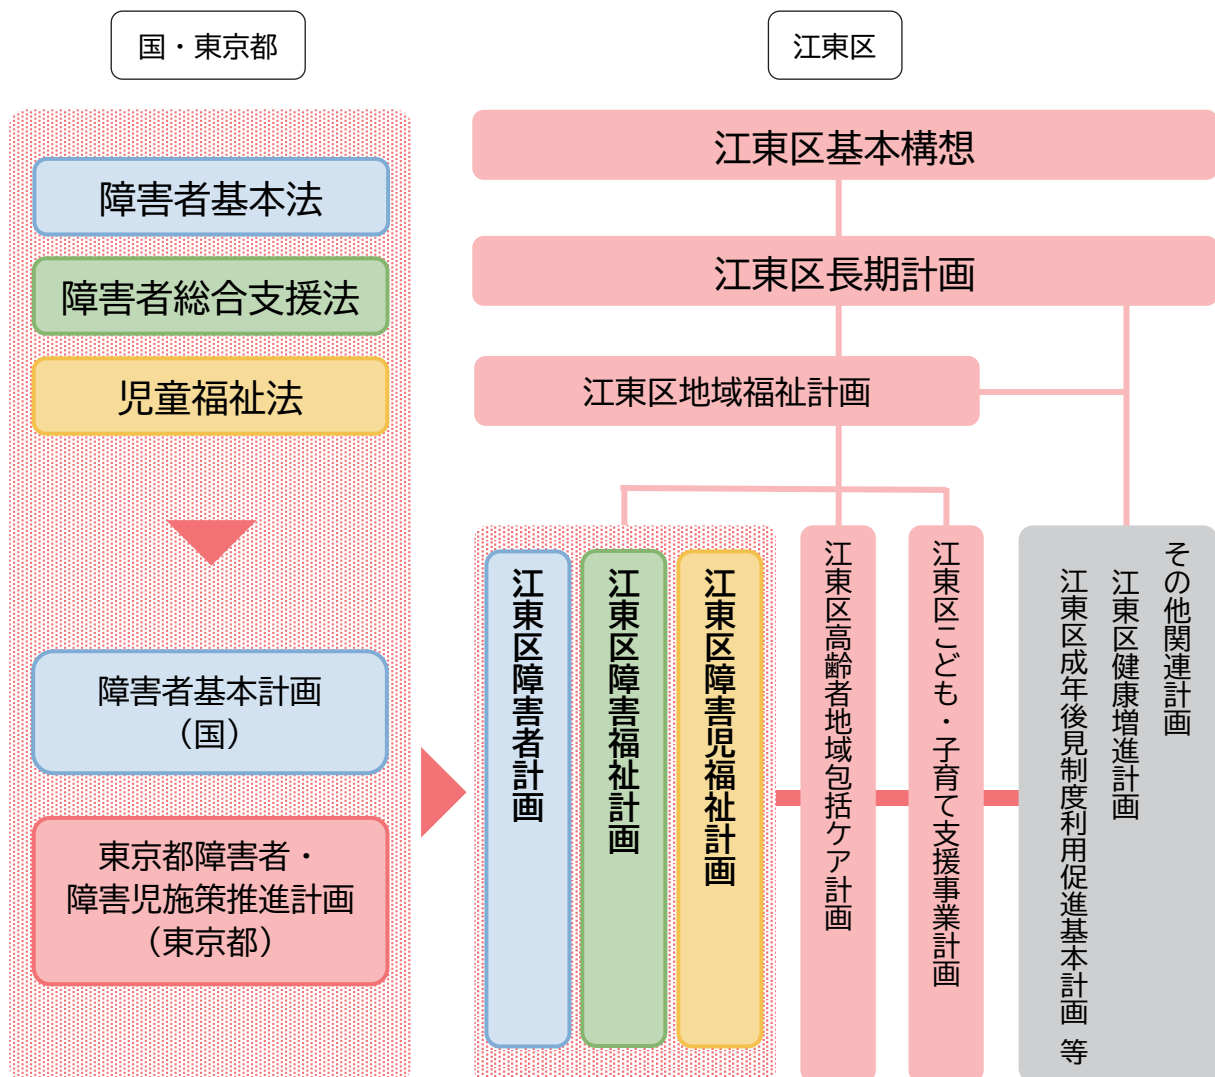 国・東京都
障害者基本法
障害者総合支援法
児童福祉法
障害者基本計画
（国）
東京都障害者・
障害児施策推進計画
（東京都）
江東区
江東区基本構想
江東区長期計画
江東区地域福祉計画
江東区障害者計画
江東区障害福祉計画
江東区障害児福祉計画
江東区高齢者地域包括ケア計画
江東区こども・子育て支援事業計画
その他関連計画
江東区健康増進計画
江東区成年後見制度利用促進基本計画 等